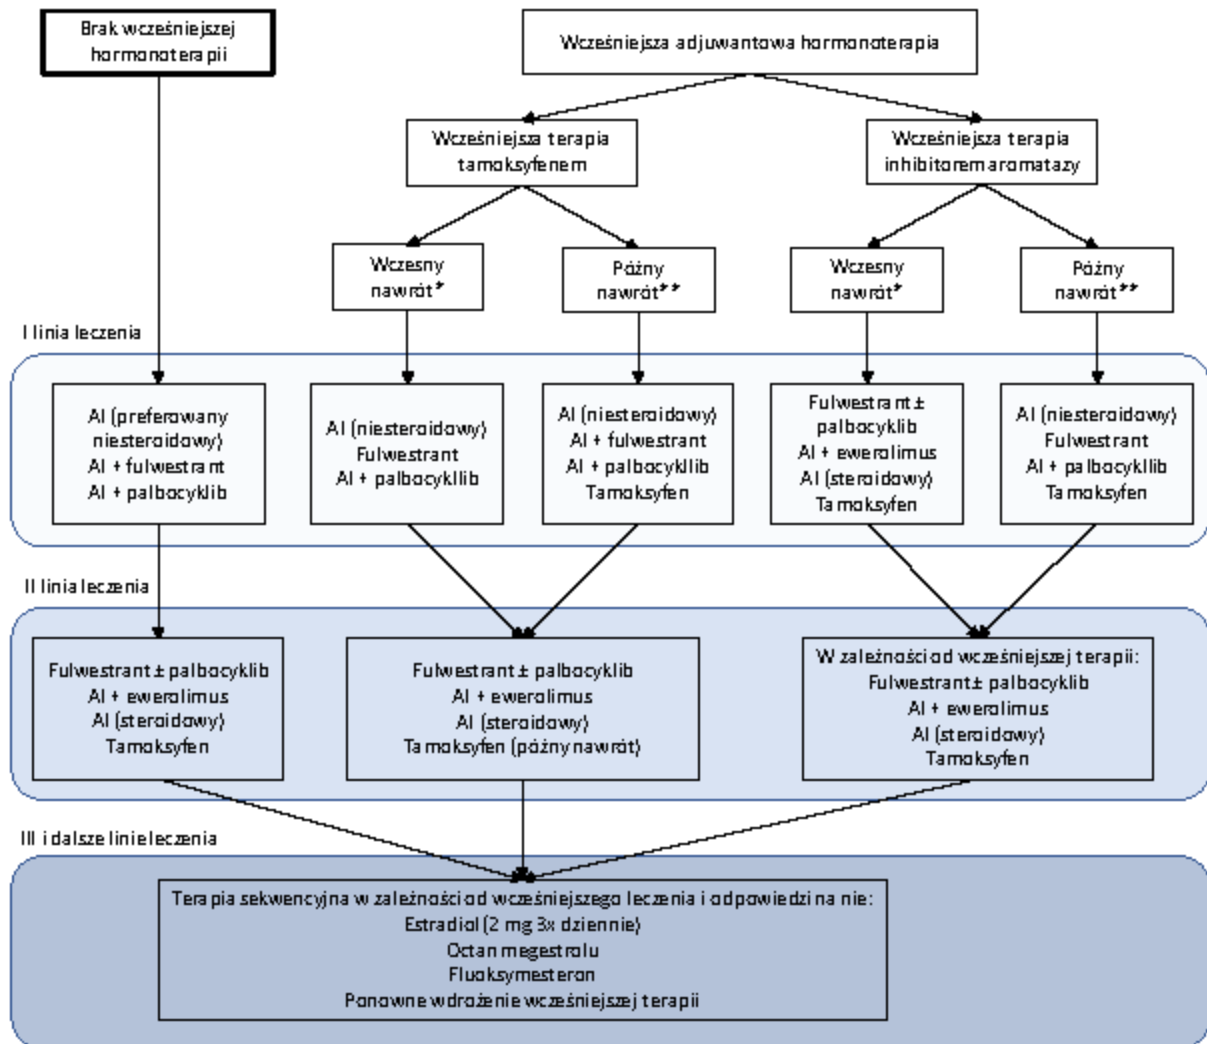 Brak wcześniejszej
hormonoterapii
Wcześniejsza adjuwantowa hormonoterapia
Wcześniejsza terapia
tamoksyfenem
Wcześniejsza terapia
inhibitorem aromatazy
Wczesny
nawrót*
Późny
nawrót**
Wczesny
nawrót*
Późny
nawrót**
I linia leczenia
AI (preferowany
niesteroidowy)
AI + fulwestrant
AI + palbocyklib
AI (niesteroidowy)
Fulwestrant
AI + palbocykllib
AI (niesteroidowy)
AI + fulwestrant
AI + palbocykllib
Tamoksyfen
Fulwestrant ±
palbocyklib
AI + ewerolimus
AI (steroidowy)
Tamoksyfen
AI (niesteroidowy)
Fulwestrant
AI + palbocykllib
Tamoksyfen
II linia leczenia
Fulwestrant ± palbocyklib
AI + ewerolimus
AI (steroidowy)
Tamoksyfen
Fulwestrant ± palbocyklib
AI + ewerolimus
AI (steroidowy)
Tamoksyfen (późny nawrót)
W zależności od wcześniejszej terapii:
Fulwestrant ± palbocyklib
AI + ewerolimus
AI (steroidowy)
Tamoksyfen
III i dalsze linie leczenia
Terapia sekwencyjna w zależności od wcześniejszego leczenia i odpowiedzi na nie:
Estradiol (2 mg 3x dziennie)
Octan megestrolu
Fluoksymesteron
Ponowne wdrożenie wcześniejszej terapii